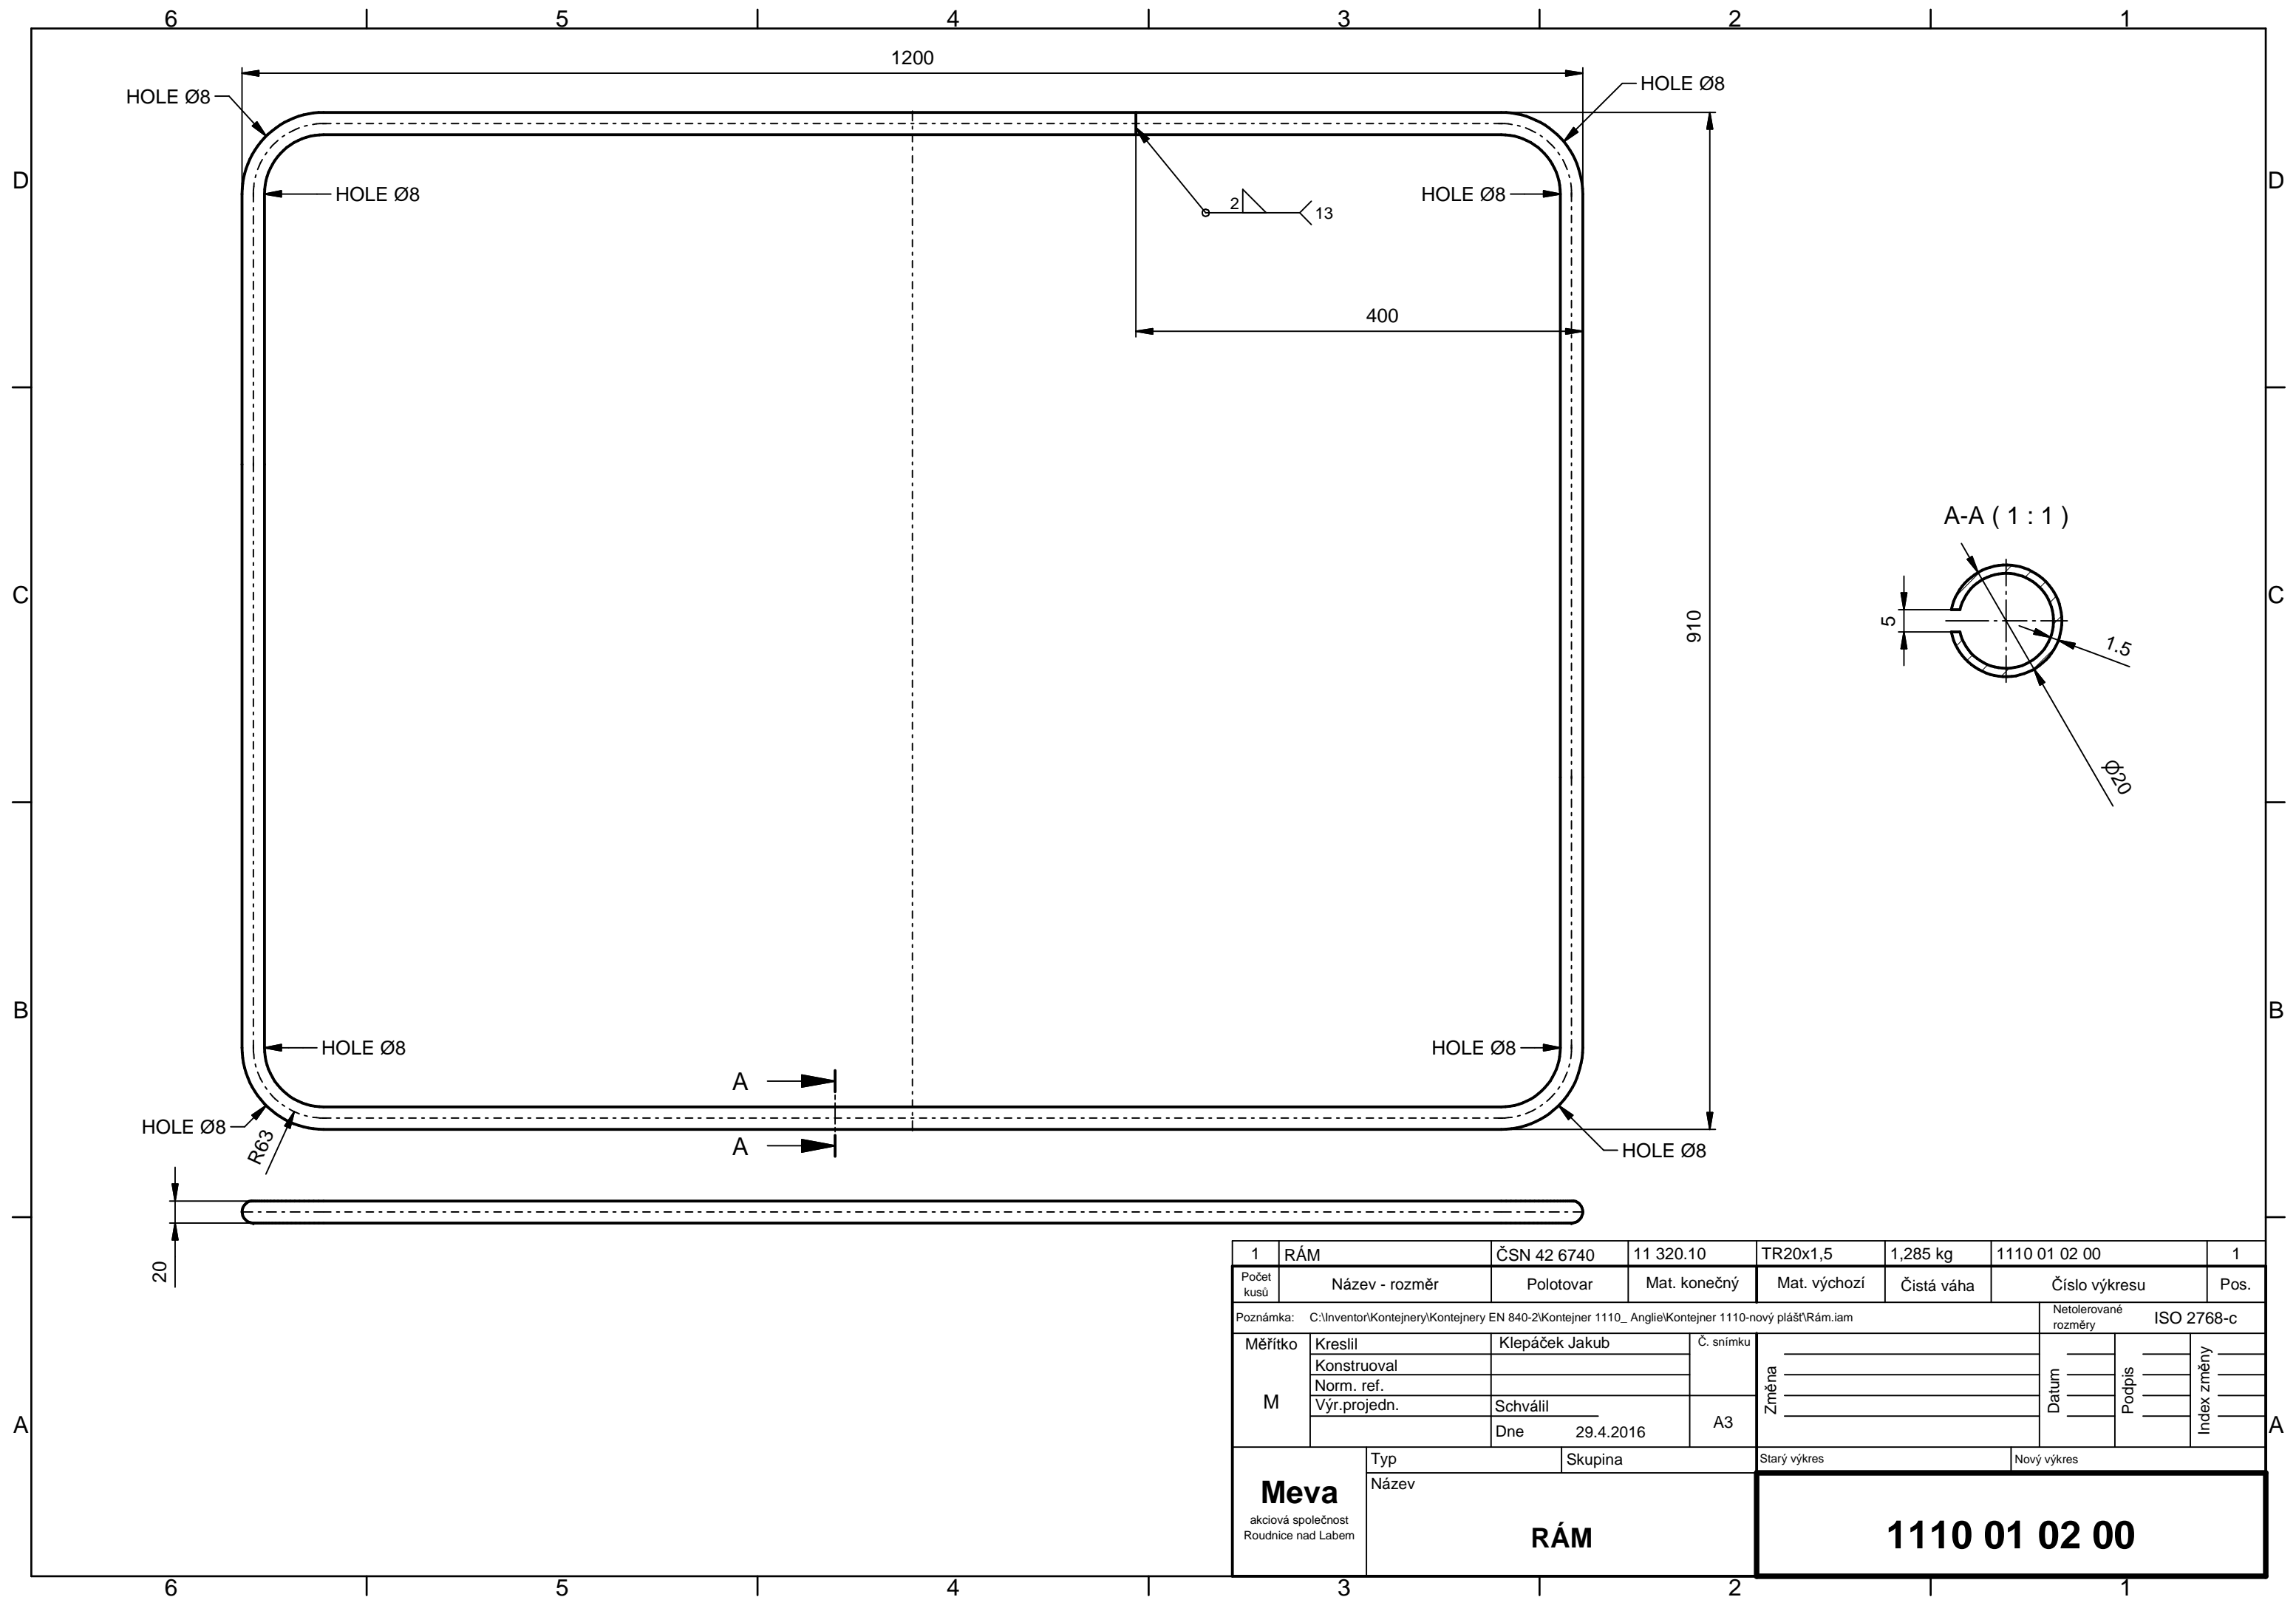 6 5 4 3 2 1
1200
HOLE Ø8
HOLE Ø8
D D
HOLE Ø8
HOLE Ø8
2
13
400
A-A ( 1 : 1 )
C C
5
910
1.5
Ø20
B B
HOLE Ø8
HOLE Ø8
A
HOLE Ø8
R63
A
HOLE Ø8
20
1 RÁM ČSN 42 6740 11 320.10 TR20x1,5 1,285 kg 1110 01 02 00 1
Počet kusů Název - rozměr Polotovar Mat. konečný Mat. výchozí Čistá váha Číslo výkresu Pos.
Poznámka: C:\Inventor\Kontejnery\Kontejnery EN 840-2\Kontejner 1110_ Anglie\Kontejner 1110-nový plášť\Rám.iam Netolerované rozměry ISO 2768-c
Měřítko Kreslil Klepáček Jakub Č. snímku
Konstruoval
Norm. ref.
M Výr.projedn. Schválil
A3
Dne 29.4.2016
Změna Datum Podpis Index změny
A A
Typ Skupina Starý výkres Nový výkres
Meva
akciová společnost
Roudnice nad Labem
Název
RÁM
1110 01 02 00
6 5 4 3 2 1